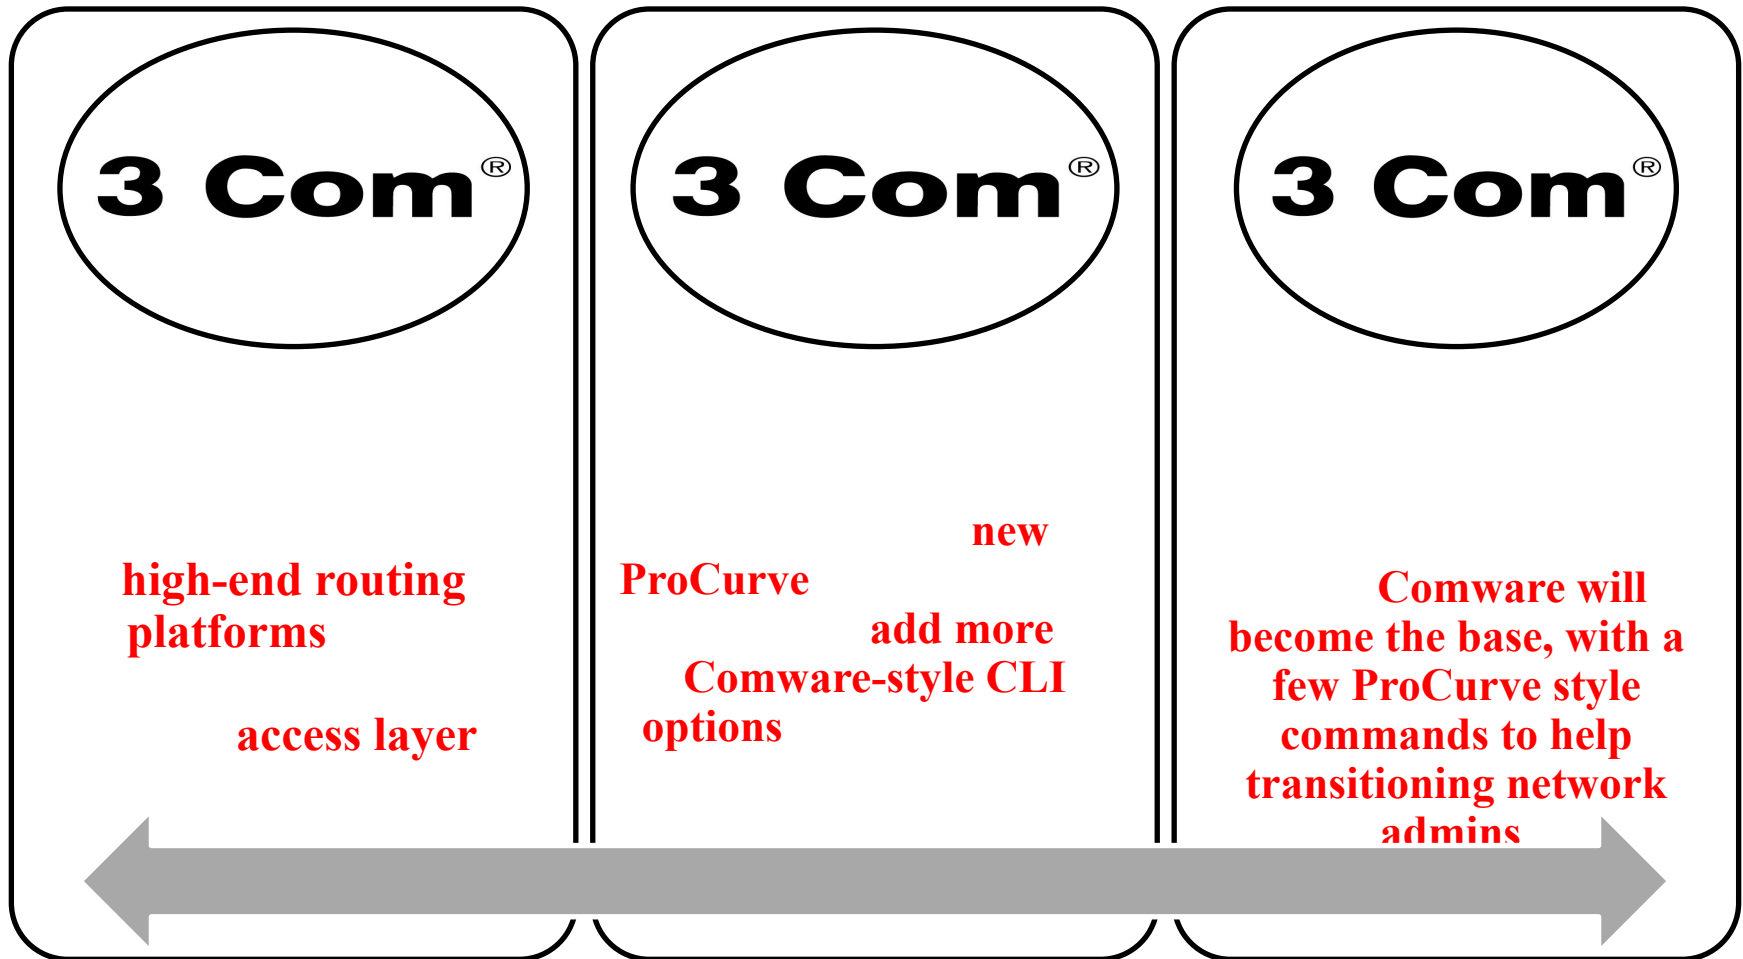 3 Com®
high-end routing
platforms
access layer
3 Com®
new
ProCurve
add more
Comware-style CLI
options
3 Com®
Comware will
become the base, with a
few ProCurve style
commands to help
transitioning network
admins